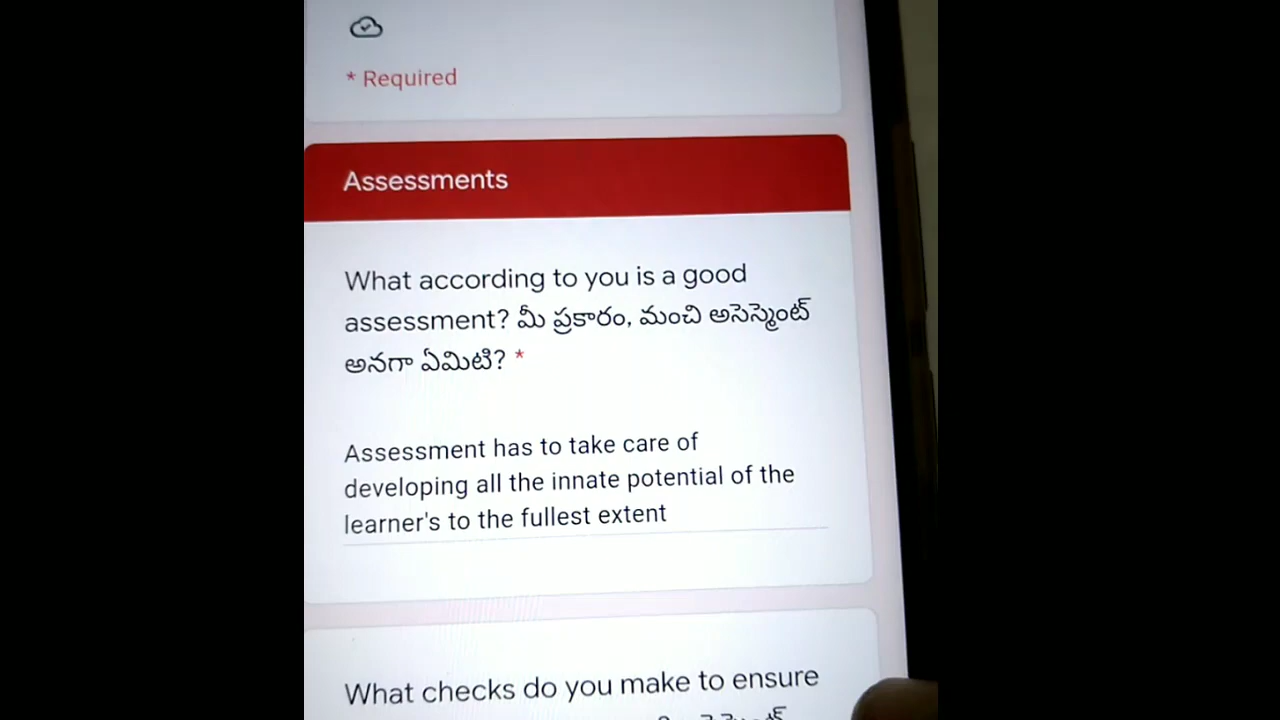 * Required
Assessments
What according to you is a good
assessment? మీ ప్రకారం, మంచి అసెస్మెంట్
అనగా ఏమిటి? *
Assessment has to take care of
developing all the innate potential of the
learner's to the fullest extent
What checks do you make to ensure